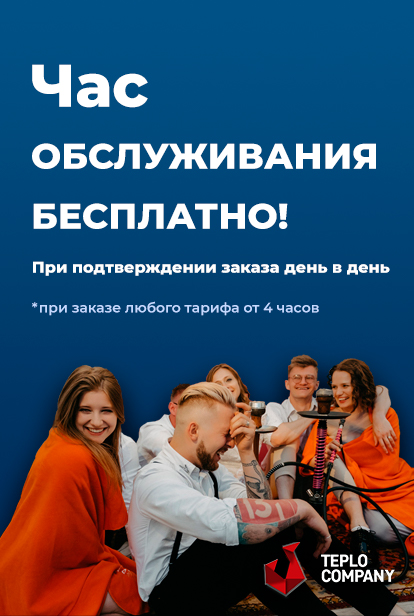 Час
ОБСЛУЖИВАНИЯ
БЕСПЛАТНО!
При подтверждении заказа день в день
*при заказе любого тарифа от 4 часов
TEPLO
COMPANY